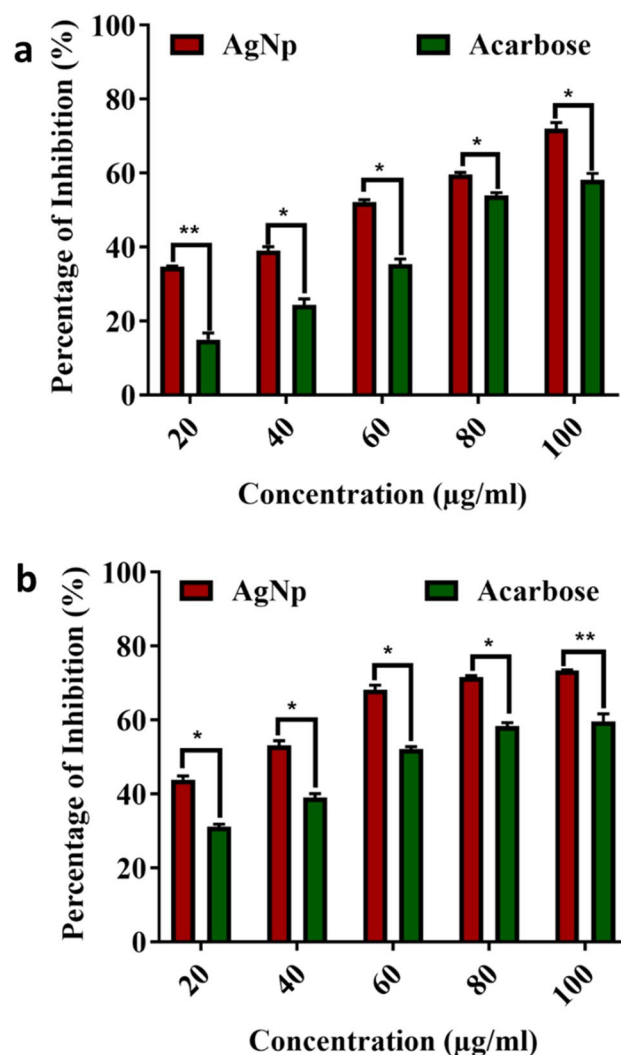 a
AgNp Acarbose
Percentage of Inhibition (%)
100
80
60
40
20
0
** * * * *
20 40 60 80 100
Concentration (µg/ml)
b
AgNp Acarbose
Percentage of Inhibition (%)
100
80
60
40
20
0
* * * * **
20 40 60 80 100
Concentration (µg/ml)